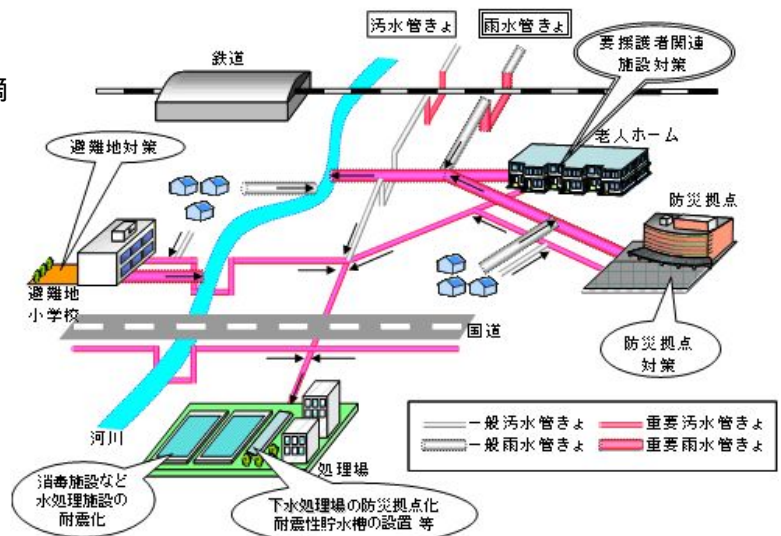 汚水管きょ
雨水管きょ
要援護者関連
施設対策
鉄道
避難地対策
老人ホーム
防災拠点
避難地
小学校
国道
防災拠点
対策
河川
処理場
一般汚水管きょ
重要汚水管きょ
一般雨水管きょ
重要雨水管きょ
消毒施設など
水処理施設の
耐震化
下水処理場の防災拠点化
耐震性貯水槽の設置 等